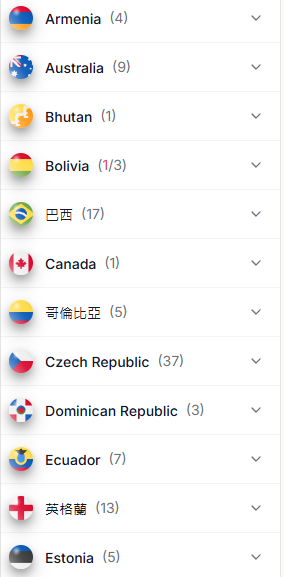 Armenia (4)
Australia (9)
Bhutan (1)
Bolivia (1/3)
巴西 (17)
Canada (1)
哥倫比亞 (5)
Czech Republic (37)
Dominican Republic (3)
Ecuador (7)
英格蘭 (13)
Estonia (5)